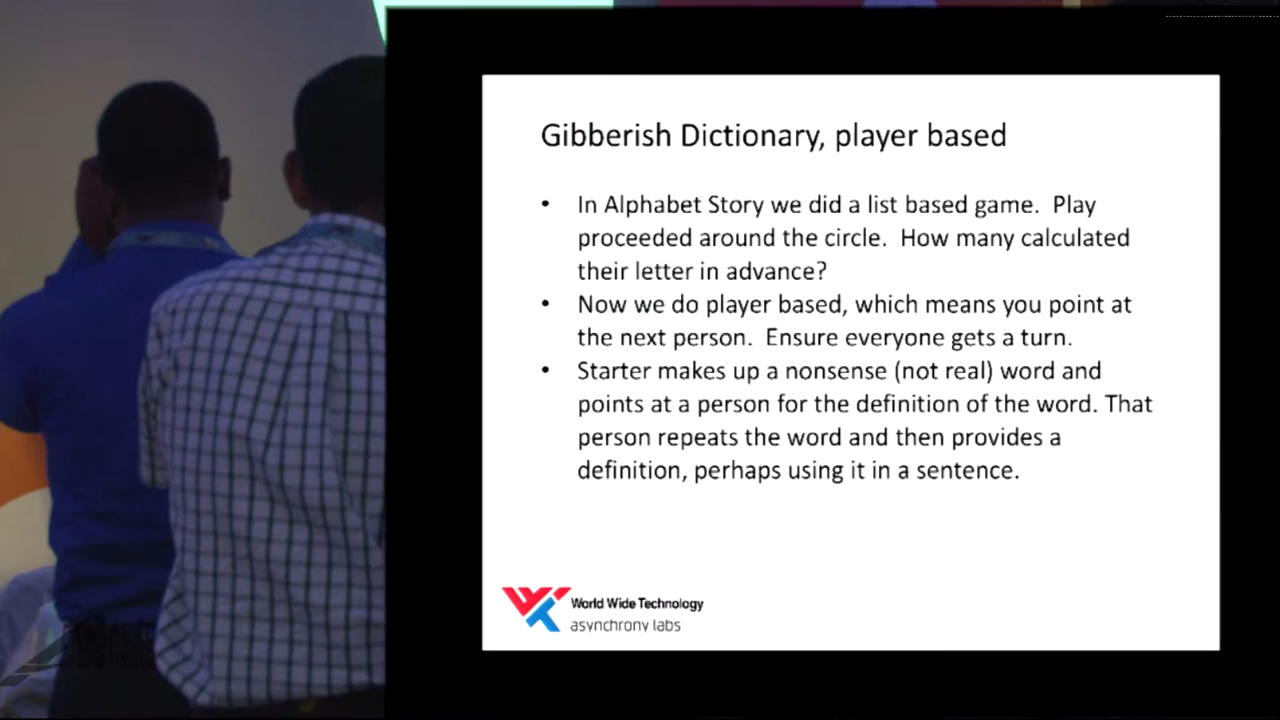 Gibberish Dictionary, player based
• In Alphabet Story we did a list based game.  Play
proceeded around the circle.  How many calculated
their letter in advance?
• Now we do player based, which means you point at
the next person.  Ensure everyone gets a turn.
• Starter makes up a nonsense (not real) word and
points at a person for the definition of the word. That
person repeats the word and then provides a
definition, perhaps using it in a sentence.
World Wide Technology
asynchrony labs